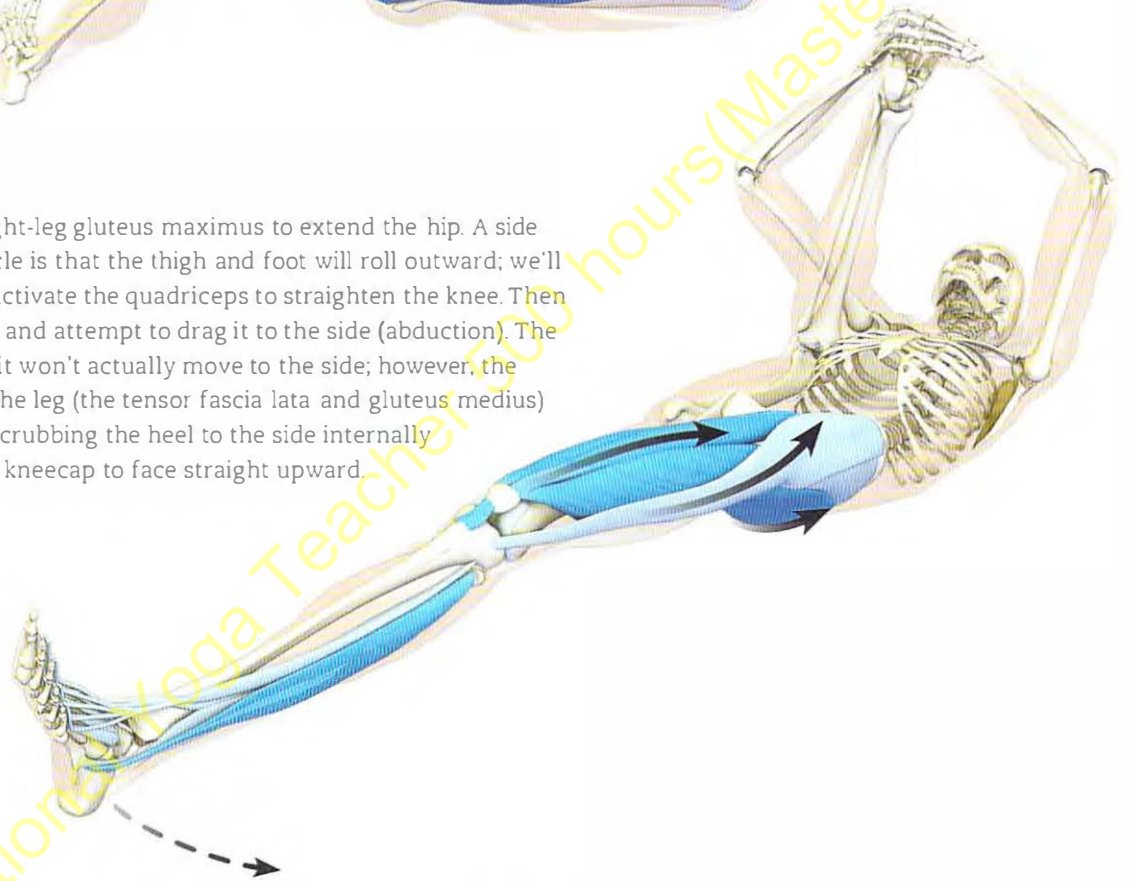 ght-leg gluteus maximus to extend the hip. A side
cle is that the thigh and foot will roll outward; we'll
activate the quadriceps to straighten the knee. Then
and attempt to drag it to the side (abduction). The
it won't actually move to the side; however, the
he leg (the tensor fascia lata and gluteus medius)
scrubbing the heel to the side internally
kneecap to face straight upward.
tional Yoga Teacher 500 hours(Maste